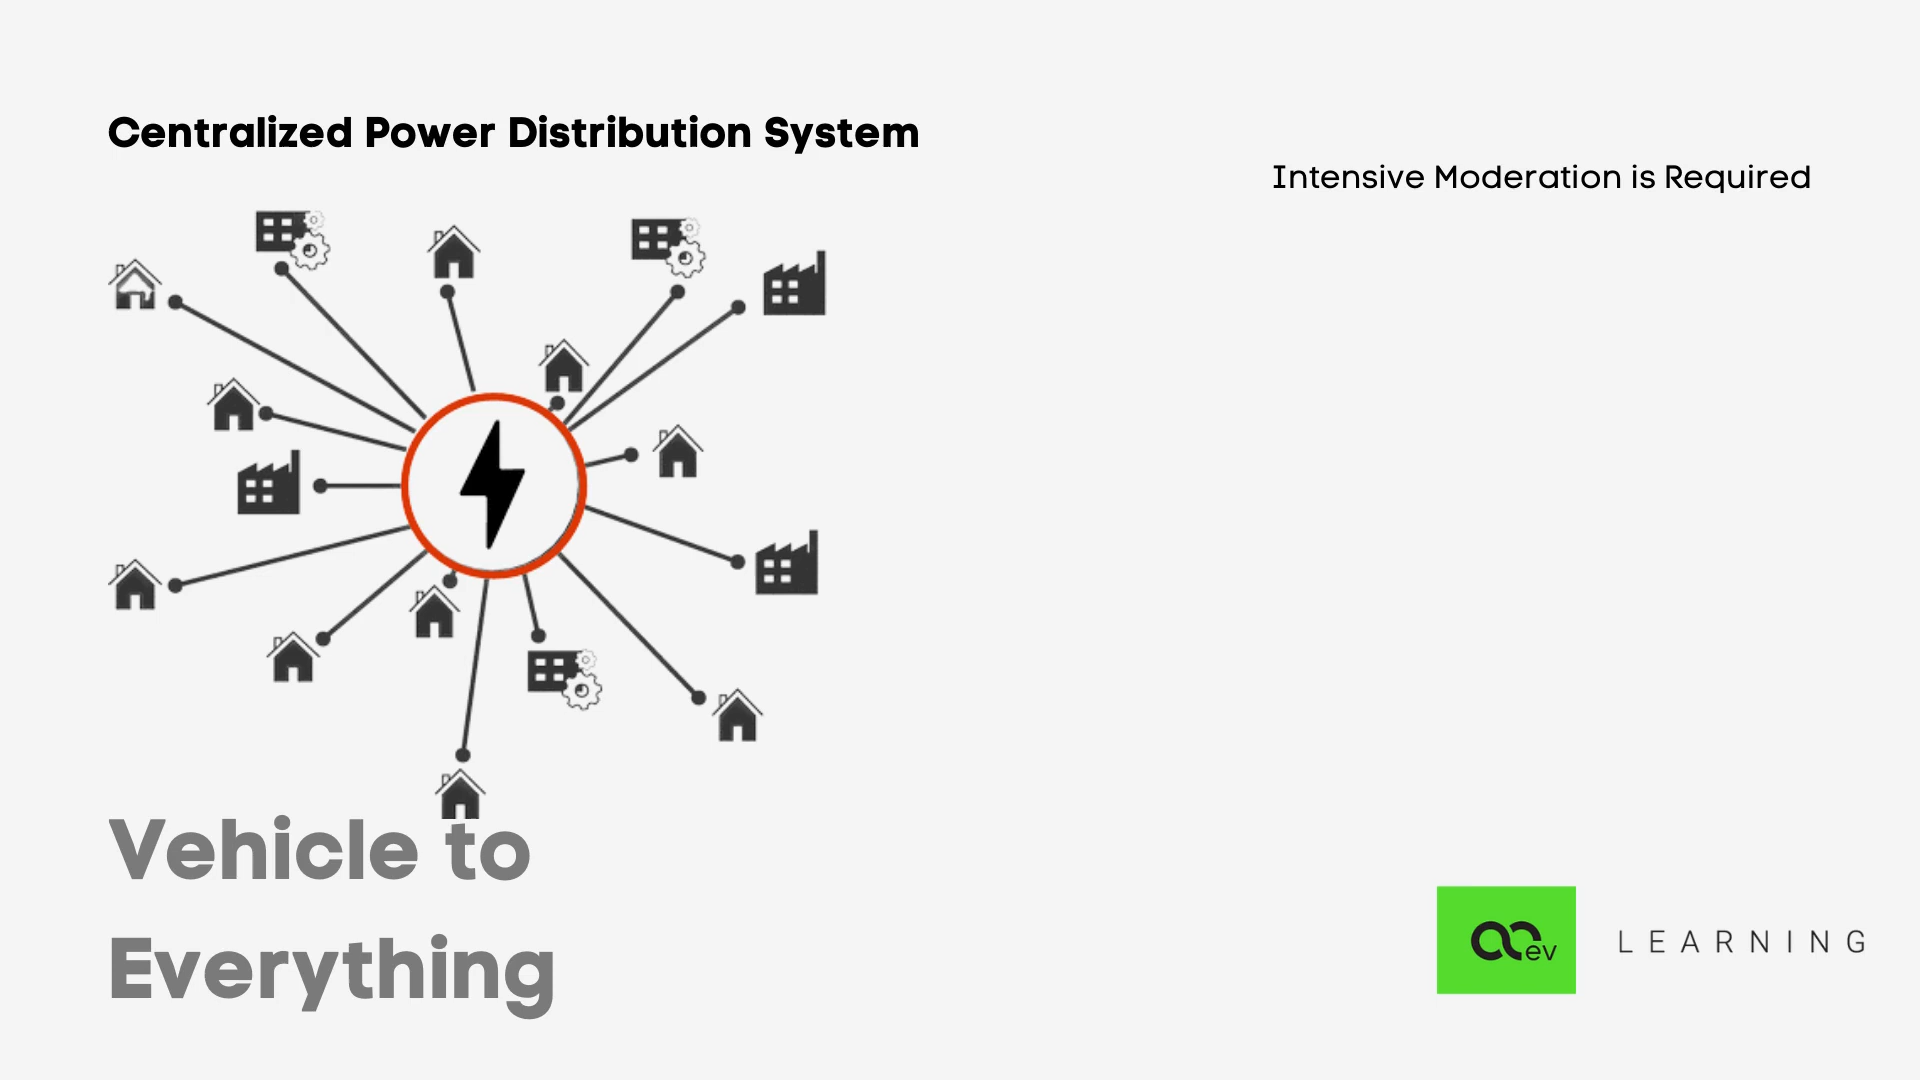 Centralized Power Distribution System
Intensive Moderation is Required
Vehicle to
Everything
ev
LEARNING